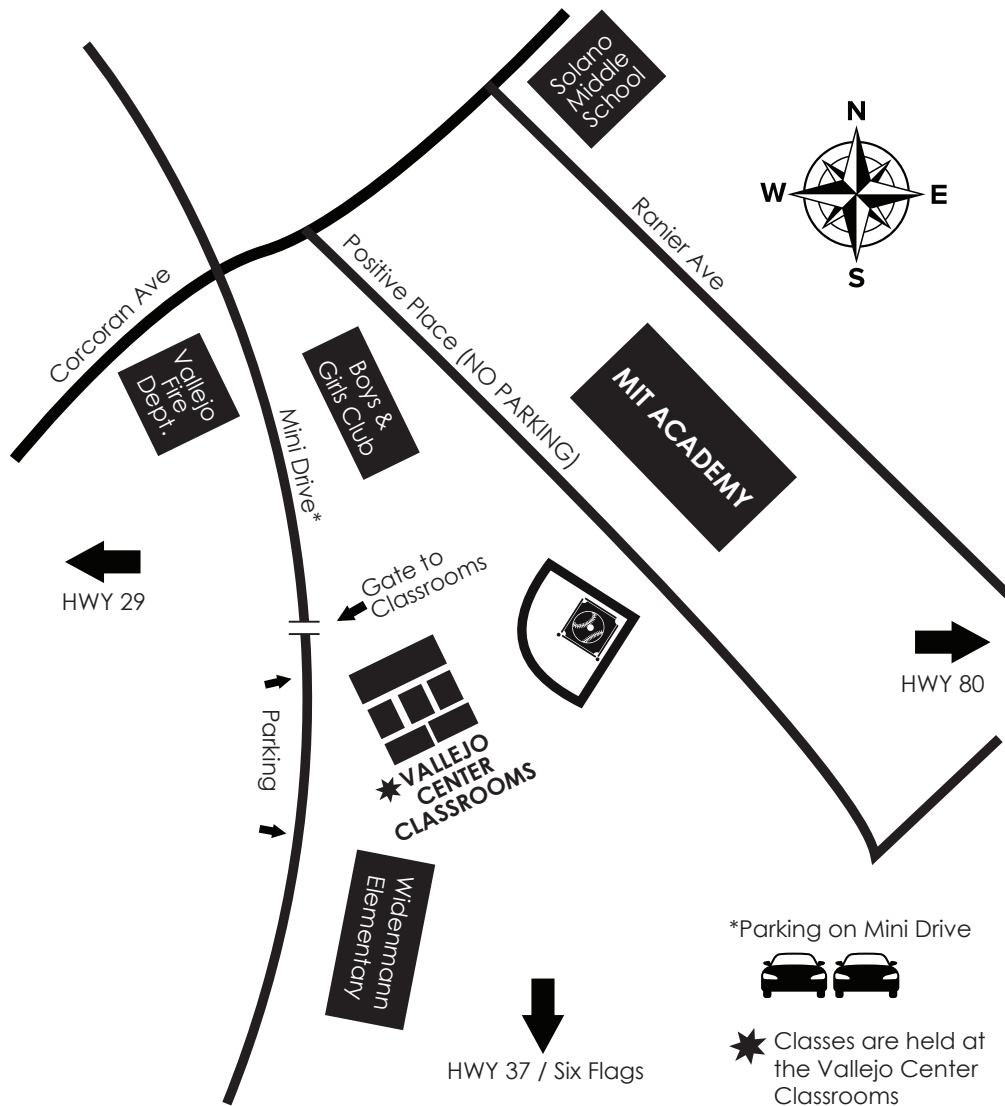 Solano
Middle
School
N
W
E
S
Ranier Ave
Positive Place (NO PARKING)
Corcoran Ave
Vallejo
Fire
Dept.
Boys &
Girls Club
MIT ACADEMY
Mini Drive*
HWY 29
Gate to
Classrooms
HWY 80
Parking
VALLEJO
CENTER
CLASSROOMS
Widenmann
Elementary
*Parking on Mini Drive
HWY 37 / Six Flags
Classes are held at
the Vallejo Center
Classrooms